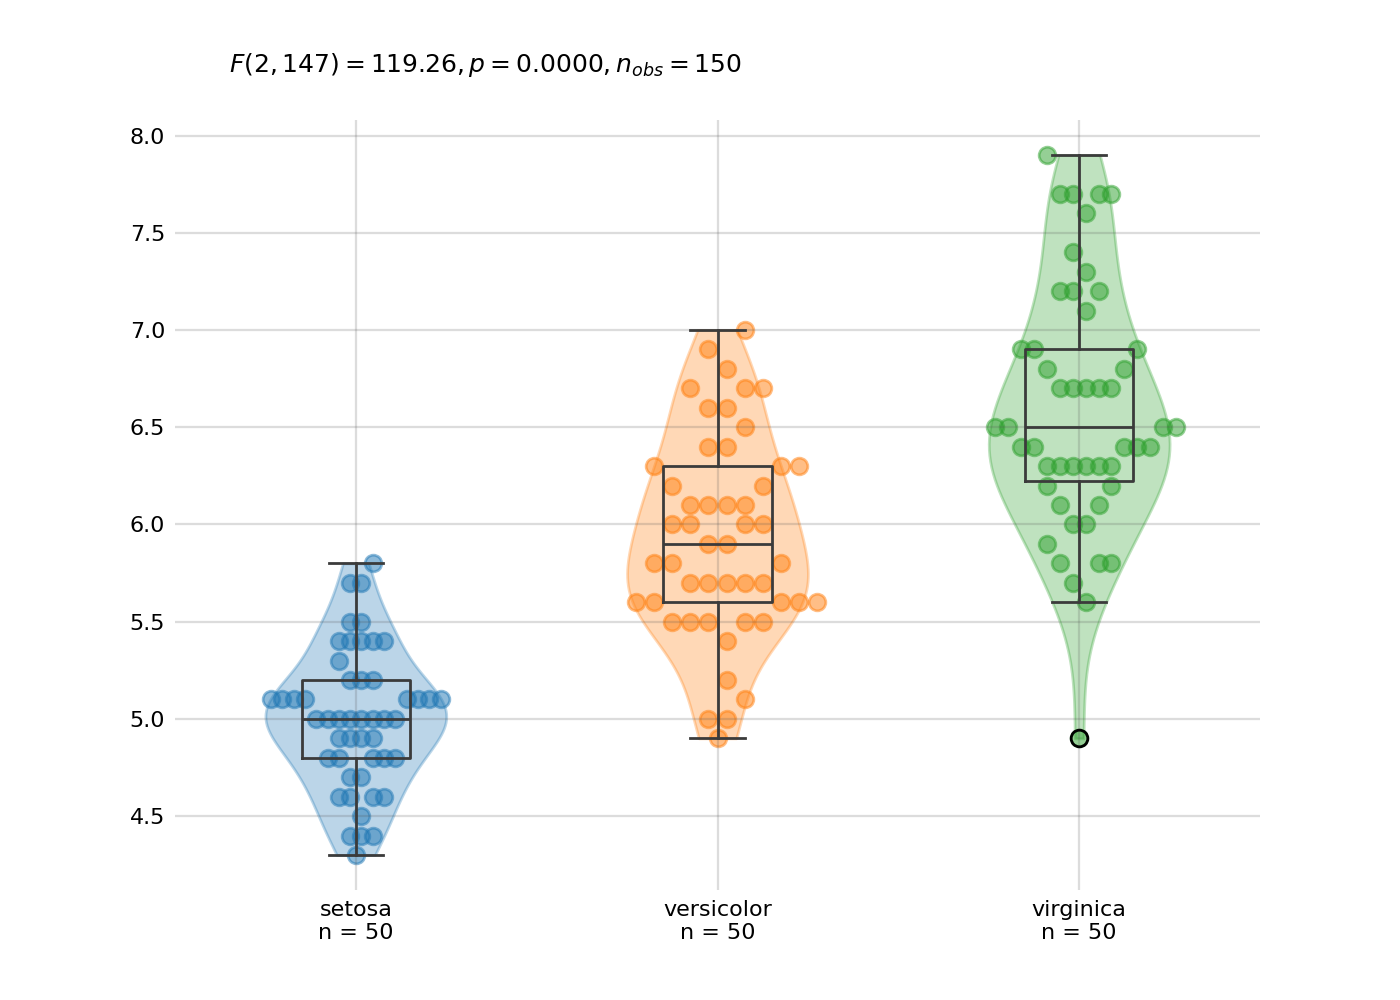 F(2, 147) = 119.26, p = 0.0000, n_obs = 150
8.0
7.5
7.0
6.5
6.0
5.5
5.0
4.5
setosa versicolor virginica
n = 50 n = 50 n = 50